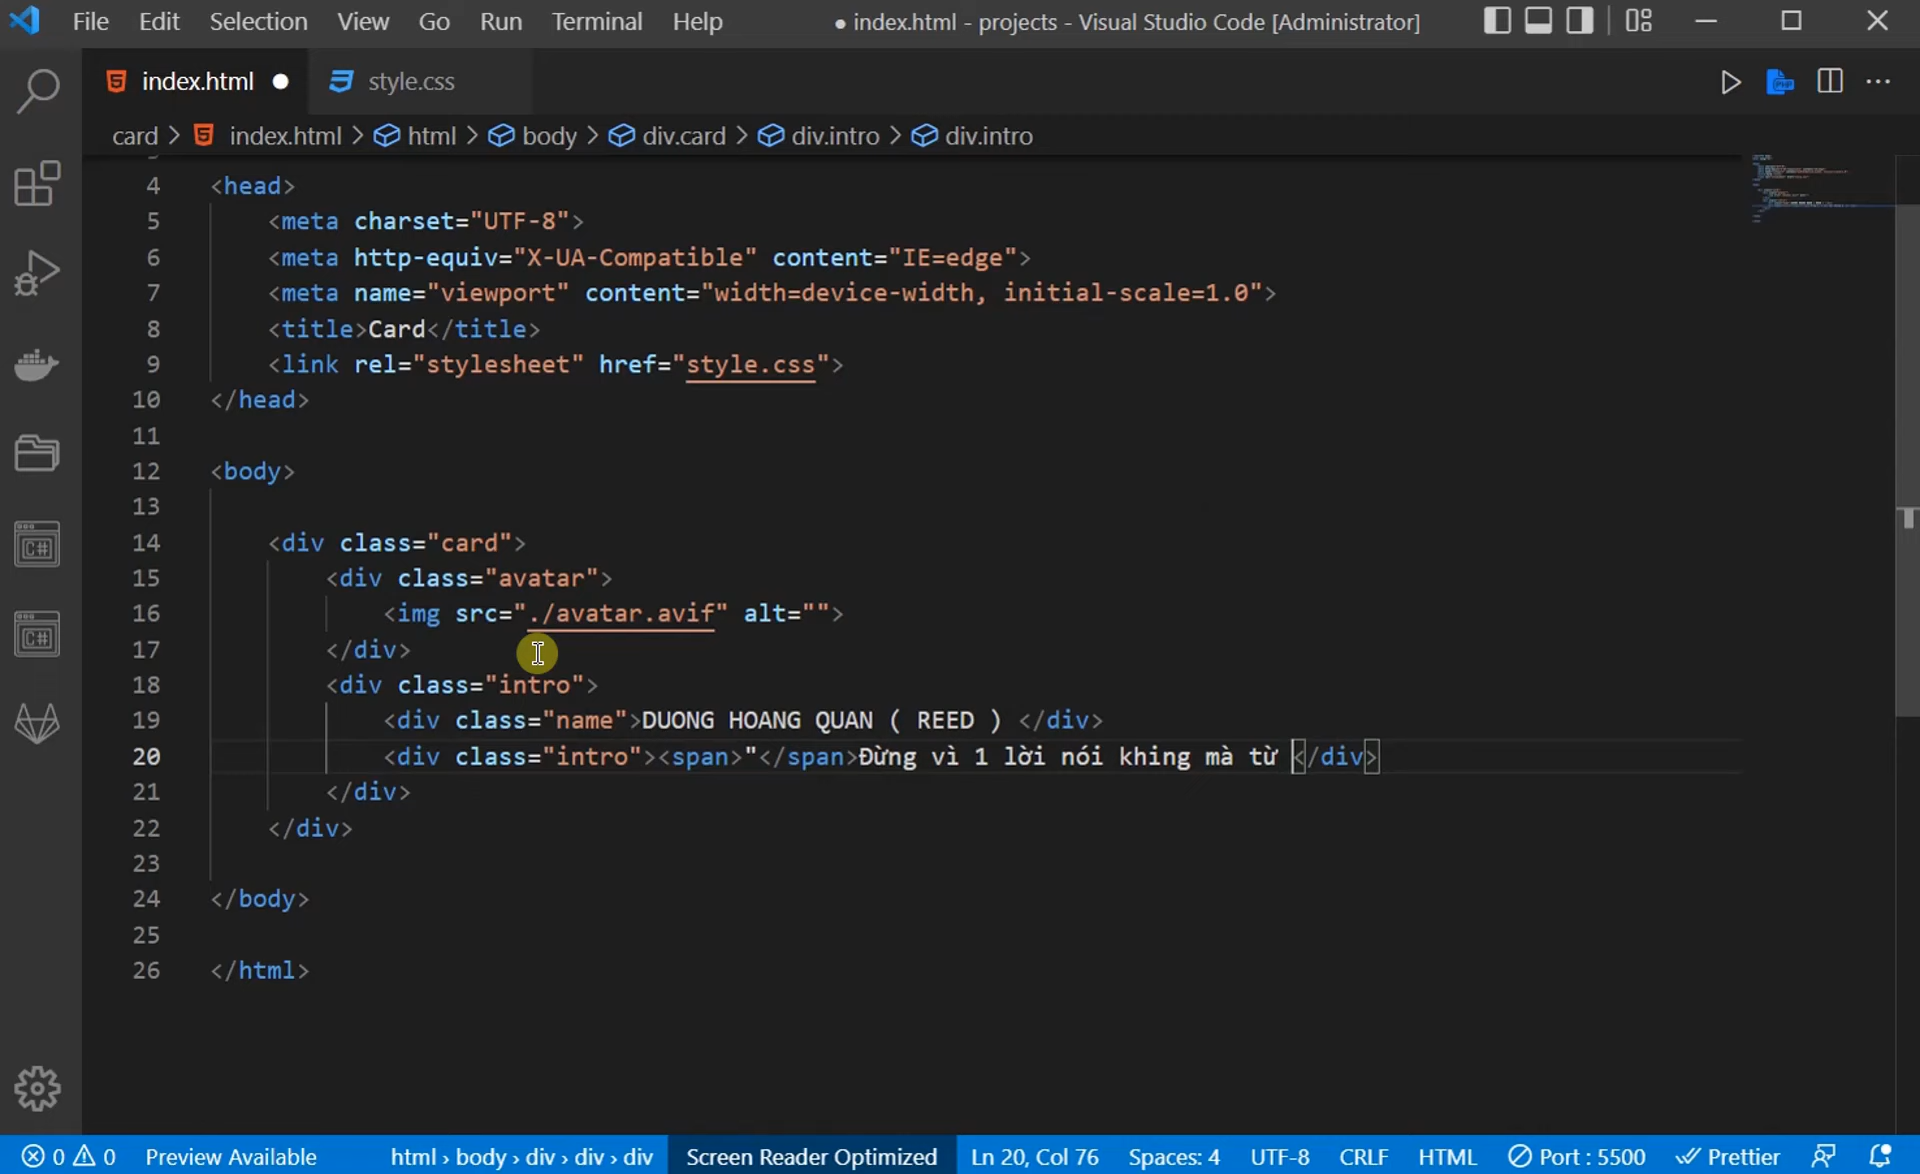 File Edit Selection View Go Run Terminal Help ● index.html - projects - Visual Studio Code [Administrator]
index.html ● style.css
card > index.html > html > body > div.card > div.intro > div.intro
4 <head>
5 <meta charset="UTF-8">
6 <meta http-equiv="X-UA-Compatible" content="IE=edge">
7 <meta name="viewport" content="width=device-width, initial-scale=1.0">
8 <title>Card</title>
9 <link rel="stylesheet" href="style.css">
10 </head>
11
12 <body>
13
14 <div class="card">
15 <div class="avatar">
16 <img src="./avatar.avif" alt="">
17 </div>
18 <div class="intro">
19 <div class="name">DUONG HOANG QUAN ( REED ) </div>
20 <div class="intro"><span>"</span>Đừng vì 1 lời nói khing mà từ </div>
21 </div>
22 </div>
23
24 </body>
25
26 </html>
0 0 Preview Available html › body › div › div › div Screen Reader Optimized Ln 20, Col 76 Spaces: 4 UTF-8 CRLF HTML Port : 5500 Prettier